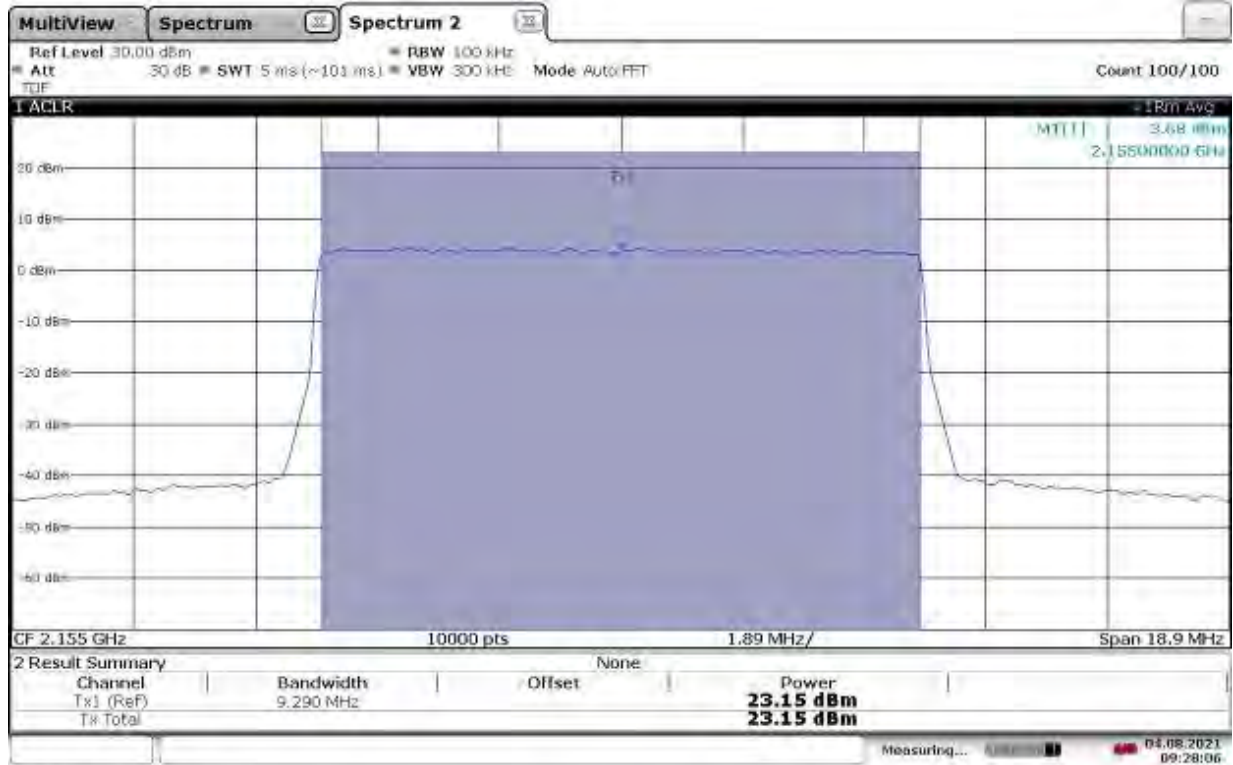 MultiView Spectrum Spectrum 2
Ref Level 30.00 dBm RBW 100 kHz
Att 30 dB SWT 5 ms (~101 ms) VBW 300 kHz Mode Auto FFT Count 100/100
TDF
1 ACLR 1Rm Avg
M1[1] 3.68 dBm
2.15500000 GHz
20 dBm
Tx1
10 dBm
0 dBm
-10 dBm
-20 dBm
-30 dBm
-40 dBm
-50 dBm
-60 dBm
CF 2.155 GHz 10000 pts 1.89 MHz/ Span 18.9 MHz
2 Result Summary None
Channel Bandwidth Offset Power
Tx1 (Ref) 9.290 MHz 23.15 dBm
Tx Total 23.15 dBm
Measuring... 04.08.2021
09:28:06